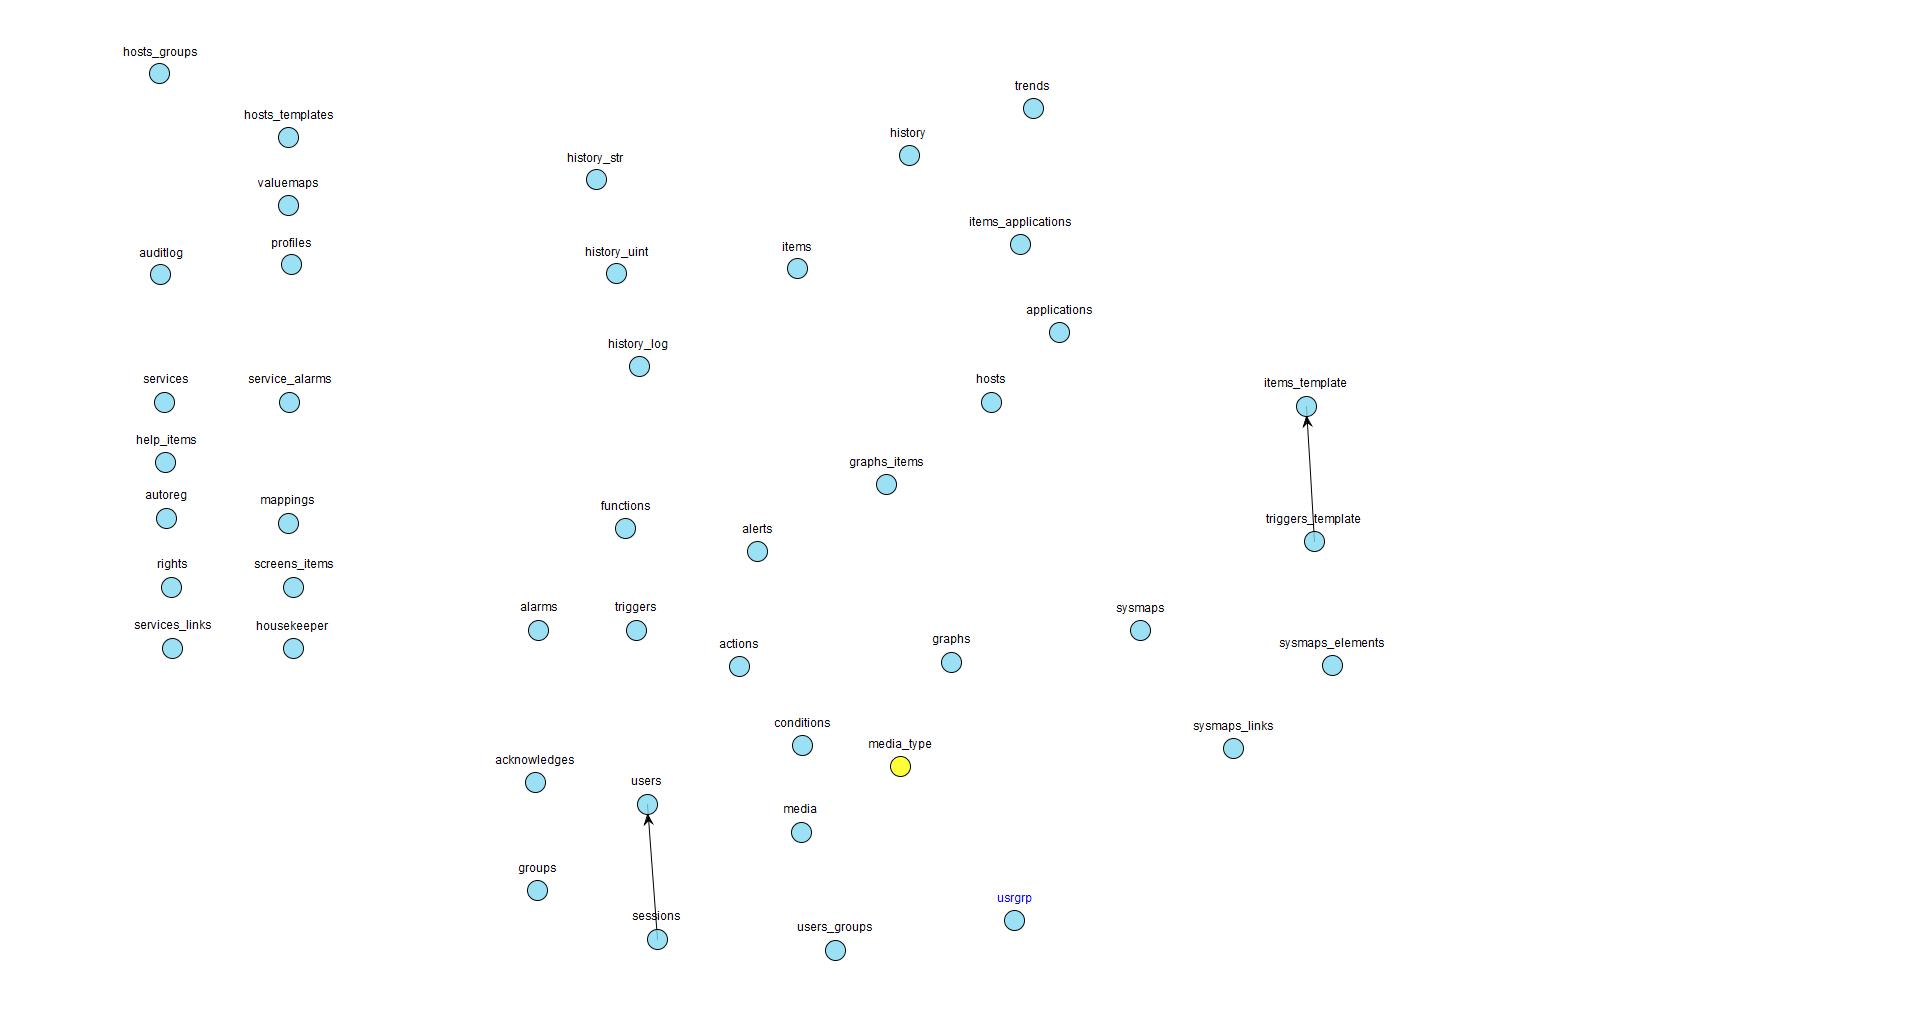 hosts_groups
trends
hosts_templates
history
history_str
valuemaps
items_applications
profiles
items
history_uint
auditlog
applications
history_log
services
service_alarms
hosts
items_template
help_items
graphs_items
autoreg
mappings
functions
triggers_template
alerts
rights
screens_items
alarms
triggers
sysmaps
services_links
housekeeper
graphs
sysmaps_elements
actions
conditions
sysmaps_links
media_type
acknowledges
users
media
groups
usrgrp
sessions
users_groups